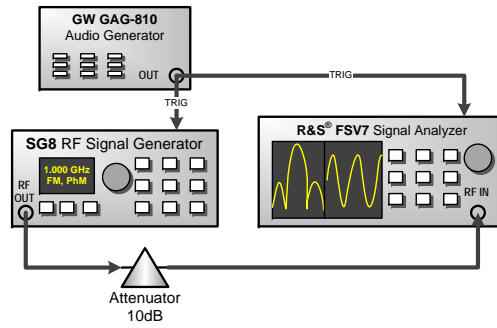 GW GAG-810
Audio Generator
OUT
TRIG
TRIG
SG8 RF Signal Generator
1.000 GHz
FM, PhM
RF
OUT
R&S® FSV7 Signal Analyzer
RF IN
Attenuator
10dB